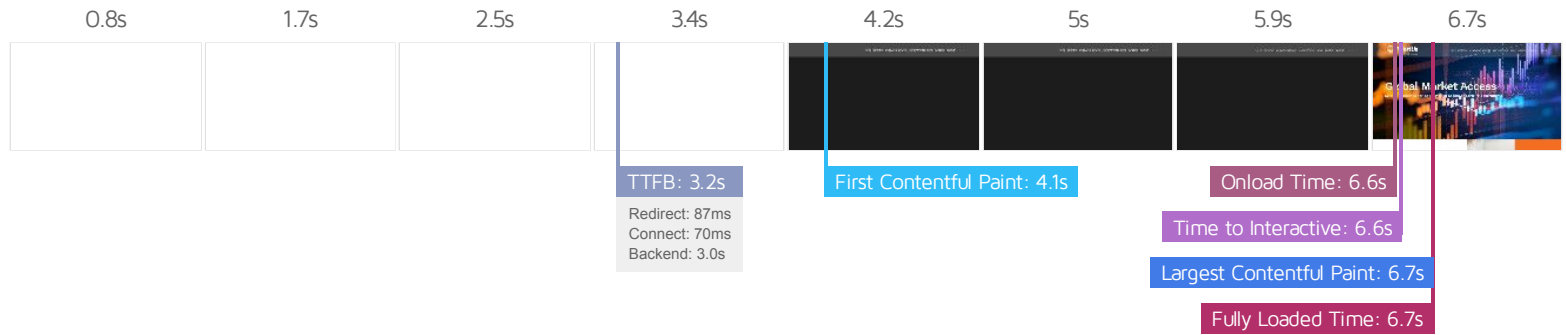 0.8s 1.7s 2.5s 3.4s 4.2s 5s 5.9s 6.7s
Global Market Access
TTFB: 3.2s
Redirect: 87ms
Connect: 70ms
Backend: 3.0s
First Contentful Paint: 4.1s
Onload Time: 6.6s
Time to Interactive: 6.6s
Largest Contentful Paint: 6.7s
Fully Loaded Time: 6.7s